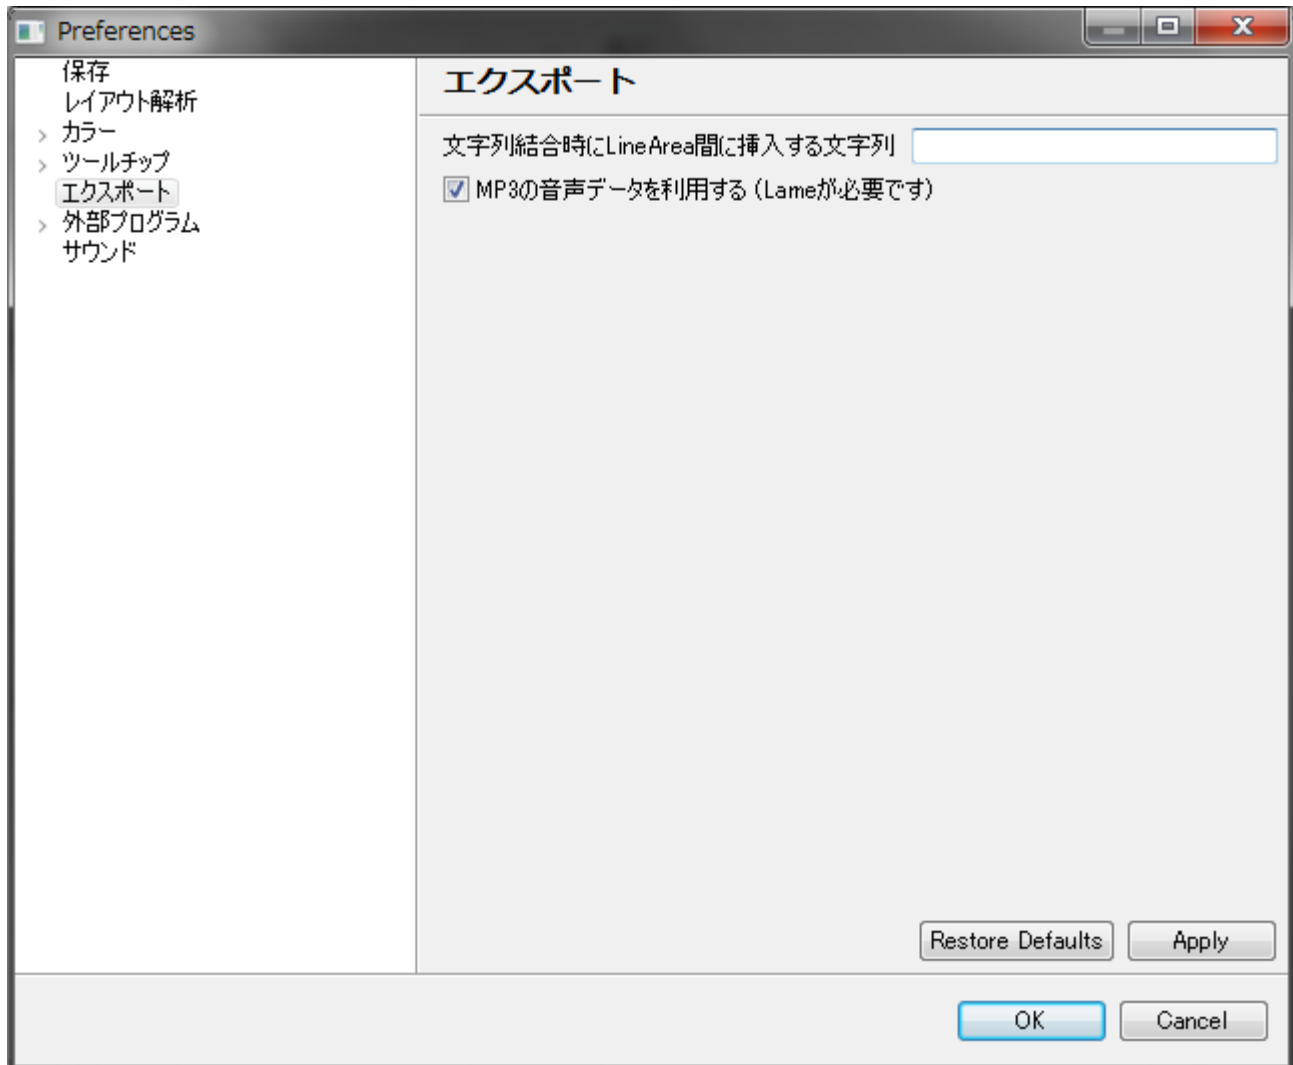 Preferences
保存
レイアウト解析
カラー
ツールチップ
エクスポート
外部プログラム
サウンド
エクスポート
文字列結合時にLineArea間に挿入する文字列
MP3の音声データを利用する（Lameが必要です）
Restore Defaults
Apply
OK
Cancel